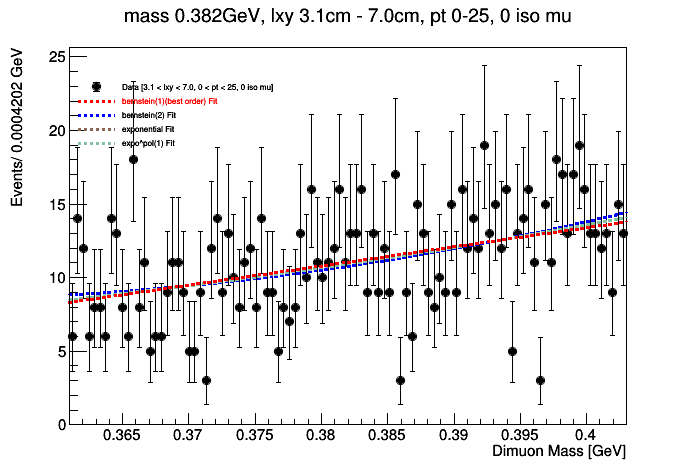 mass 0.382GeV, lxy 3.1cm - 7.0cm, pt 0-25, 0 iso mu
Events/ 0.0004202 GeV
25
20
15
10
5
0
Data [3.1 < lxy < 7.0, 0 < pt < 25, 0 iso mu]
bernstein(1)(best order) Fit
bernstein(2) Fit
exponential Fit
expo*pol(1) Fit
0.365 0.37 0.375 0.38 0.385 0.39 0.395 0.4
Dimuon Mass [GeV]